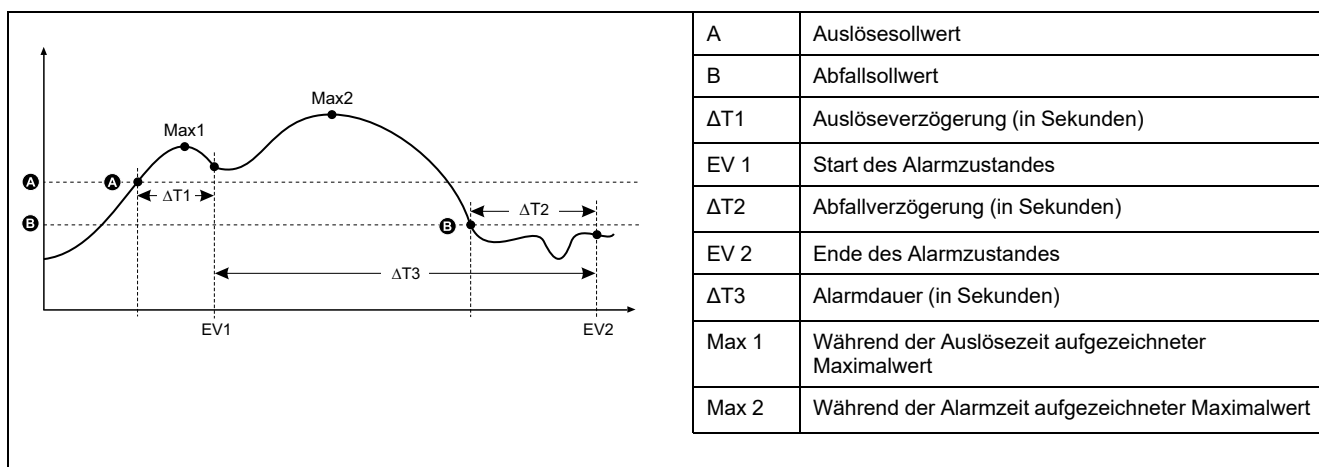 Max2
Max1
A
A
ΔT1
B
B
ΔT2
ΔT3
EV1
EV2
A Auslösesollwert
B Abfallsollwert
ΔT1 Auslöseverzögerung (in Sekunden)
EV 1 Start des Alarmzustandes
ΔT2 Abfallverzögerung (in Sekunden)
EV 2 Ende des Alarmzustandes
ΔT3 Alarmdauer (in Sekunden)
Max 1 Während der Auslösezeit aufgezeichneter
Maximalwert
Max 2 Während der Alarmzeit aufgezeichneter Maximalwert